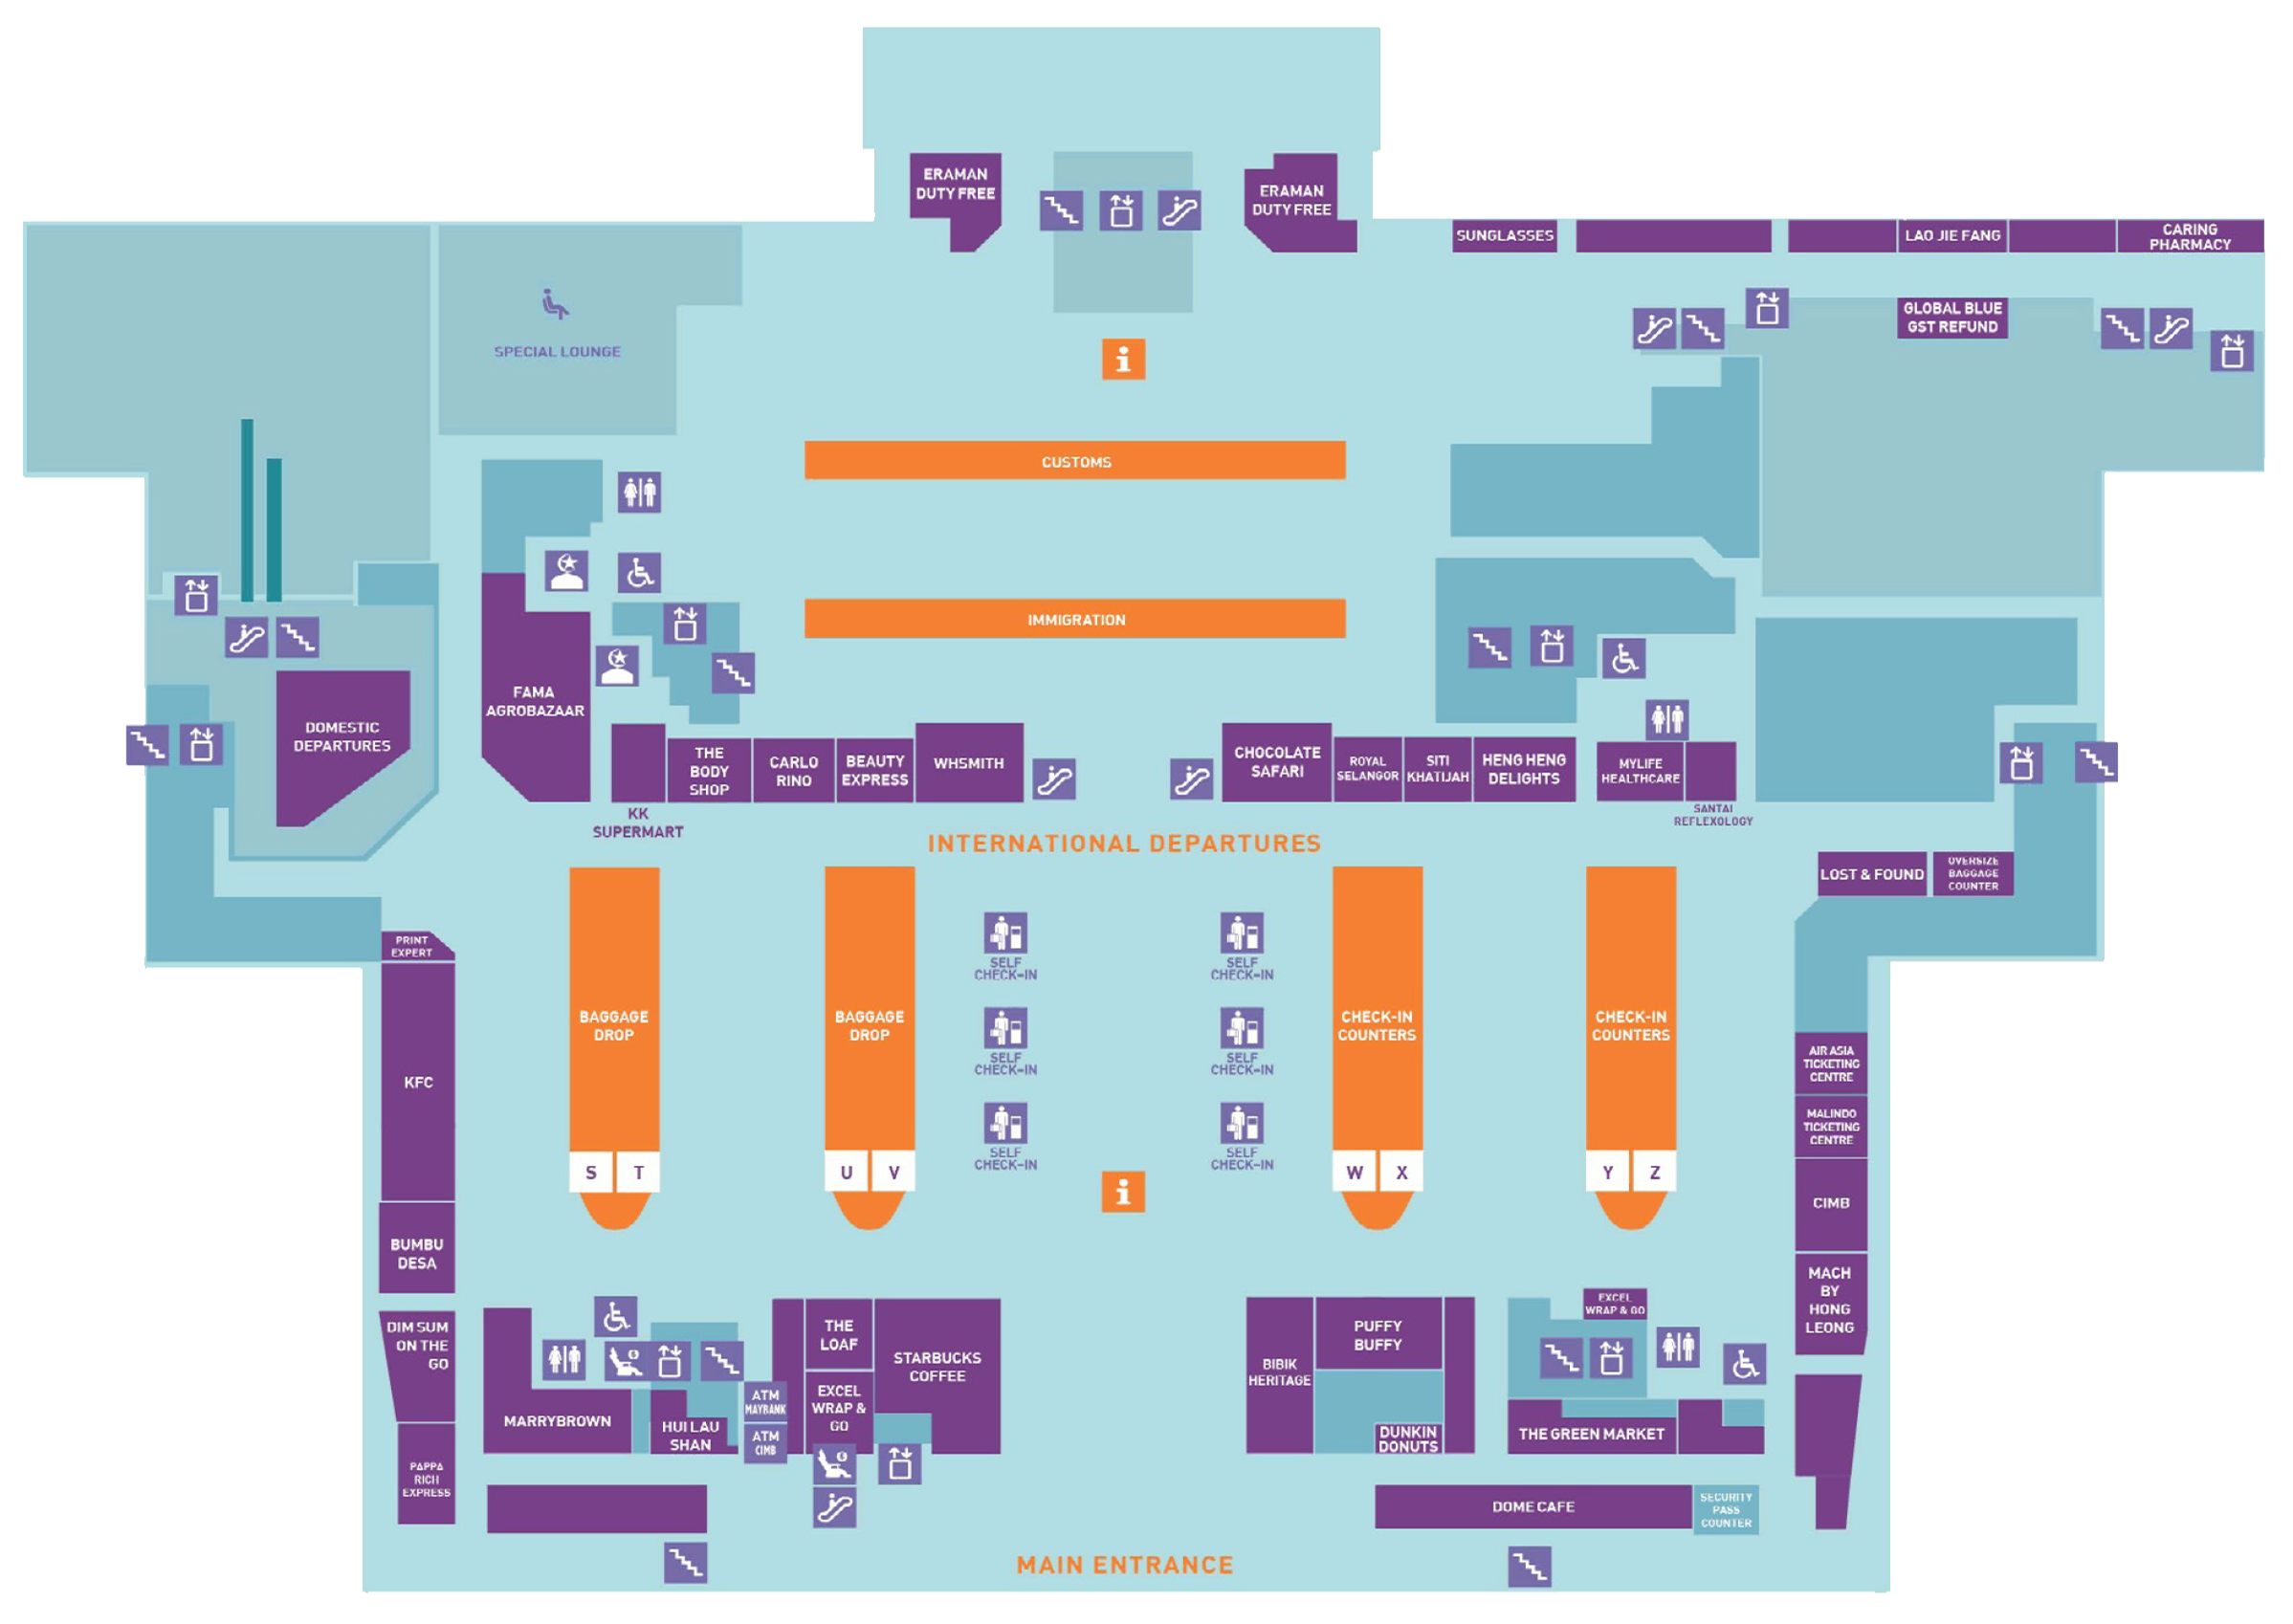 ERAMAN
DUTY FREE
ERAMAN
DUTY FREE
SUNGLASSES
LAO JIE FANG
CARING
PHARMACY
GLOBAL BLUE
GST REFUND
i
SPECIAL LOUNGE
CUSTOMS
IMMIGRATION
FAMA
AGROBAZAAR
DOMESTIC
DEPARTURES
KK
SUPERMART
THE
BODY
SHOP
CARLO
RINO
BEAUTY
EXPRESS
WHSMITH
CHOCOLATE
SAFARI
ROYAL
SELANGOR
SITI
KHATIJAH
HENG HENG
DELIGHTS
MYLIFE
HEALTHCARE
SANTAI
REFLEXOLOGY
INTERNATIONAL DEPARTURES
LOST & FOUND
OVERSIZE
BAGGAGE
COUNTER
PRINT
EXPERT
KFC
BUMBU
DESA
DIM SUM
ON THE
GO
PAPPA
RICH
EXPRESS
BAGGAGE
DROP
S T
BAGGAGE
DROP
U V
SELF
CHECK-IN
SELF
CHECK-IN
SELF
CHECK-IN
SELF
CHECK-IN
SELF
CHECK-IN
SELF
CHECK-IN
i
CHECK-IN
COUNTERS
W X
CHECK-IN
COUNTERS
Y Z
AIR ASIA
TICKETING
CENTRE
MALINDO
TICKETING
CENTRE
CIMB
MACH
BY
HONG
LEONG
MARRYBROWN
HUI LAU
SHAN
ATM
MAYBANK
ATM
CIMB
THE
LOAF
EXCEL
WRAP &
GO
STARBUCKS
COFFEE
BIBIK
HERITAGE
PUFFY
BUFFY
DUNKIN
DONUTS
EXCEL
WRAP & GO
THE GREEN MARKET
DOME CAFE
SECURITY
PASS
COUNTER
MAIN ENTRANCE